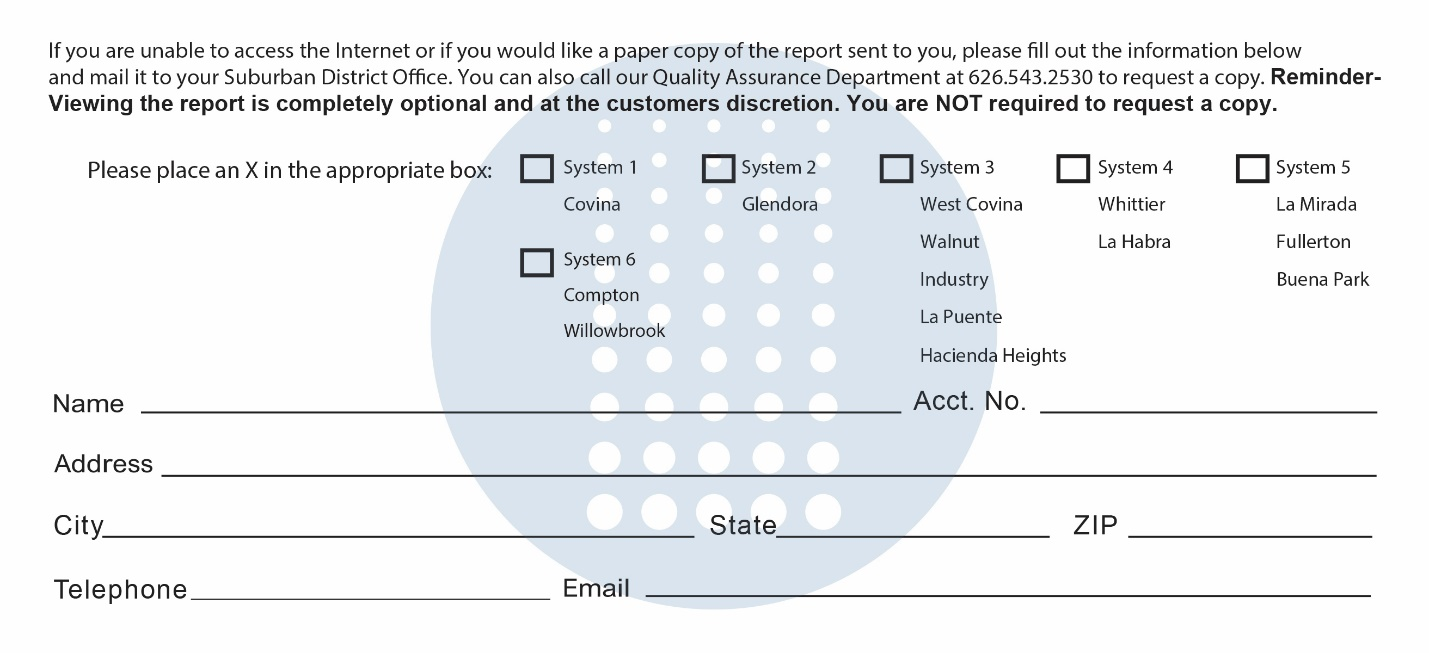 If you are unable to access the Internet or if you would like a paper copy of the report sent to you, please fill out the information below
and mail it to your Suburban District Office. You can also call our Quality Assurance Department at 626.543.2530 to request a copy. Reminder-
Viewing the report is completely optional and at the customers discretion. You are NOT required to request a copy.
Please place an X in the appropriate box: System 1 System 2 System 3 System 4 System 5
Covina Glendora West Covina Whittier La Mirada
Walnut La Habra Fullerton
System 6
Industry Buena Park
Compton
La Puente
Willowbrook
Hacienda Heights
Name Acct. No.
Address
City State ZIP
Telephone Email